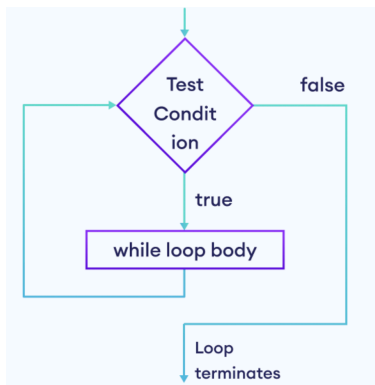 Test
Condit
ion
false
true
while loop body
Loop
terminates